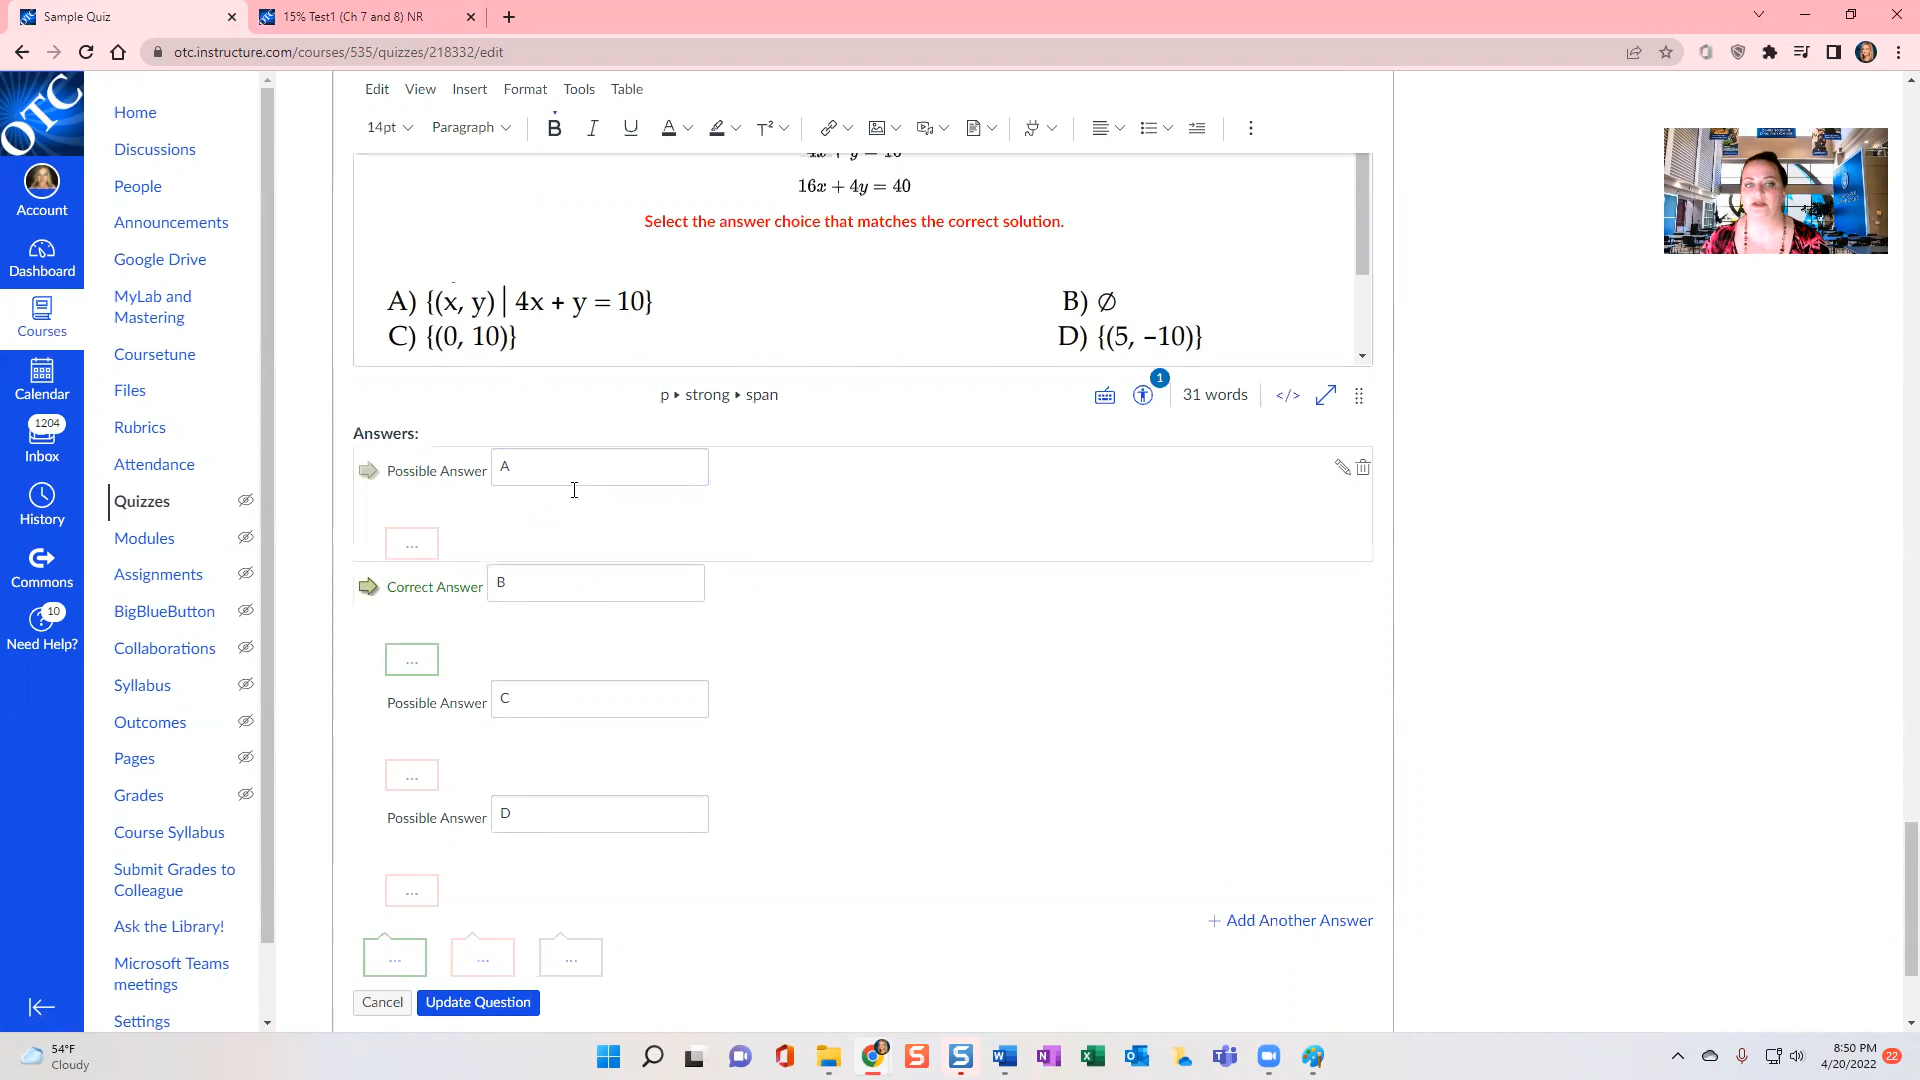 Sample Quiz
15% Test1 (Ch 7 and 8) NR
otc.instructure.com/courses/535/quizzes/218332/edit
OTC
Account
Dashboard
Courses
Calendar
1204
Inbox
History
Commons
10
Need Help?
Home
Discussions
People
Announcements
Google Drive
MyLab and
Mastering
Coursetune
Files
Rubrics
Attendance
Quizzes
Modules
Assignments
BigBlueButton
Collaborations
Syllabus
Outcomes
Pages
Grades
Course Syllabus
Submit Grades to
Colleague
Ask the Library!
Microsoft Teams
meetings
Settings
Edit View Insert Format Tools Table
14pt Paragraph B I U A T²
4x + y = 10
16x + 4y = 40
Select the answer choice that matches the correct solution.
A) {(x, y) | 4x + y = 10} B) ∅
C) {(0, 10)} D) {(5, −10)}
p ▸ strong ▸ span 1 31 words </>
Answers:
Possible Answer A
...
Correct Answer B
...
Possible Answer C
...
Possible Answer D
...
+ Add Another Answer
... ... ...
Cancel Update Question
54°F
Cloudy
8:50 PM
4/20/2022
22